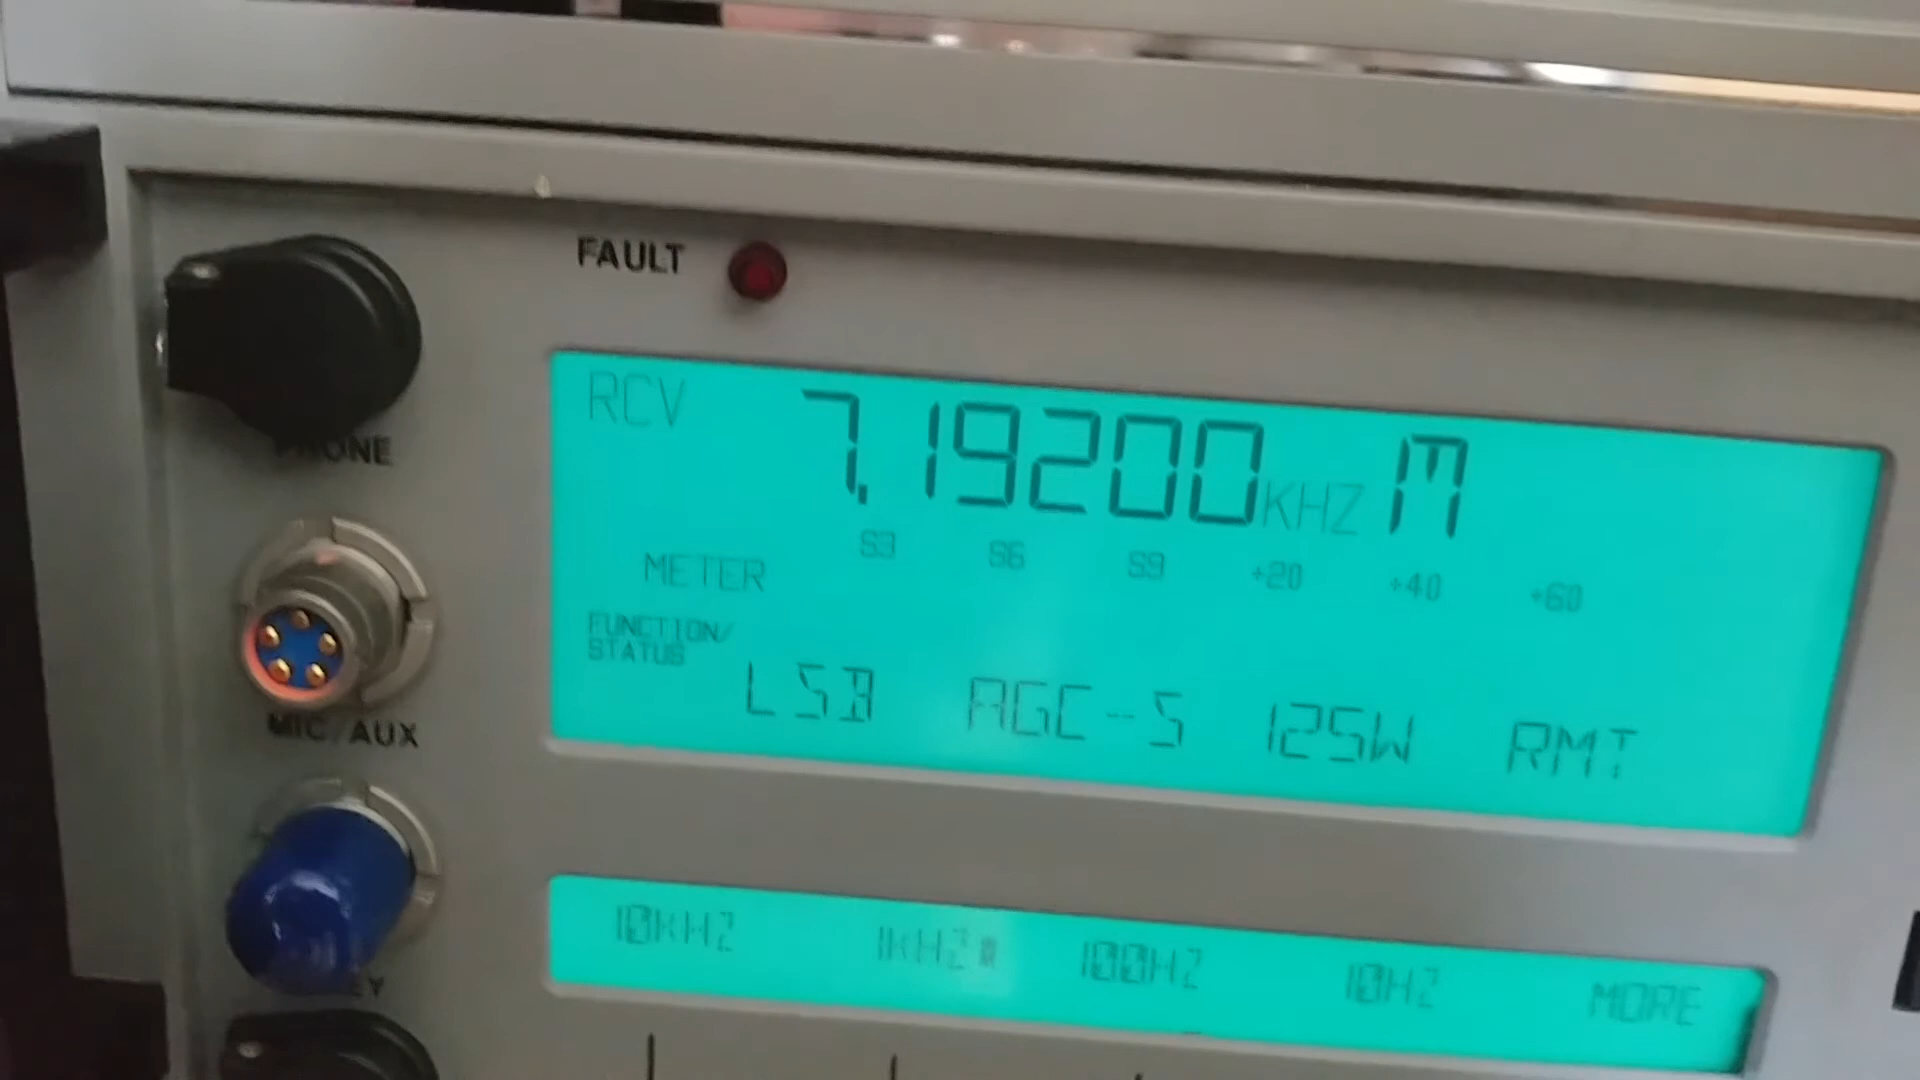 FAULT
RCV 7.19200 KHZ M
PHONE
S3 S6 S9 +20 +40 +60
METER
FUNCTION/
STATUS
LSB AGC-S 125W RMT
MIC/AUX
10KHZ 1KHZ 100HZ 10HZ MORE